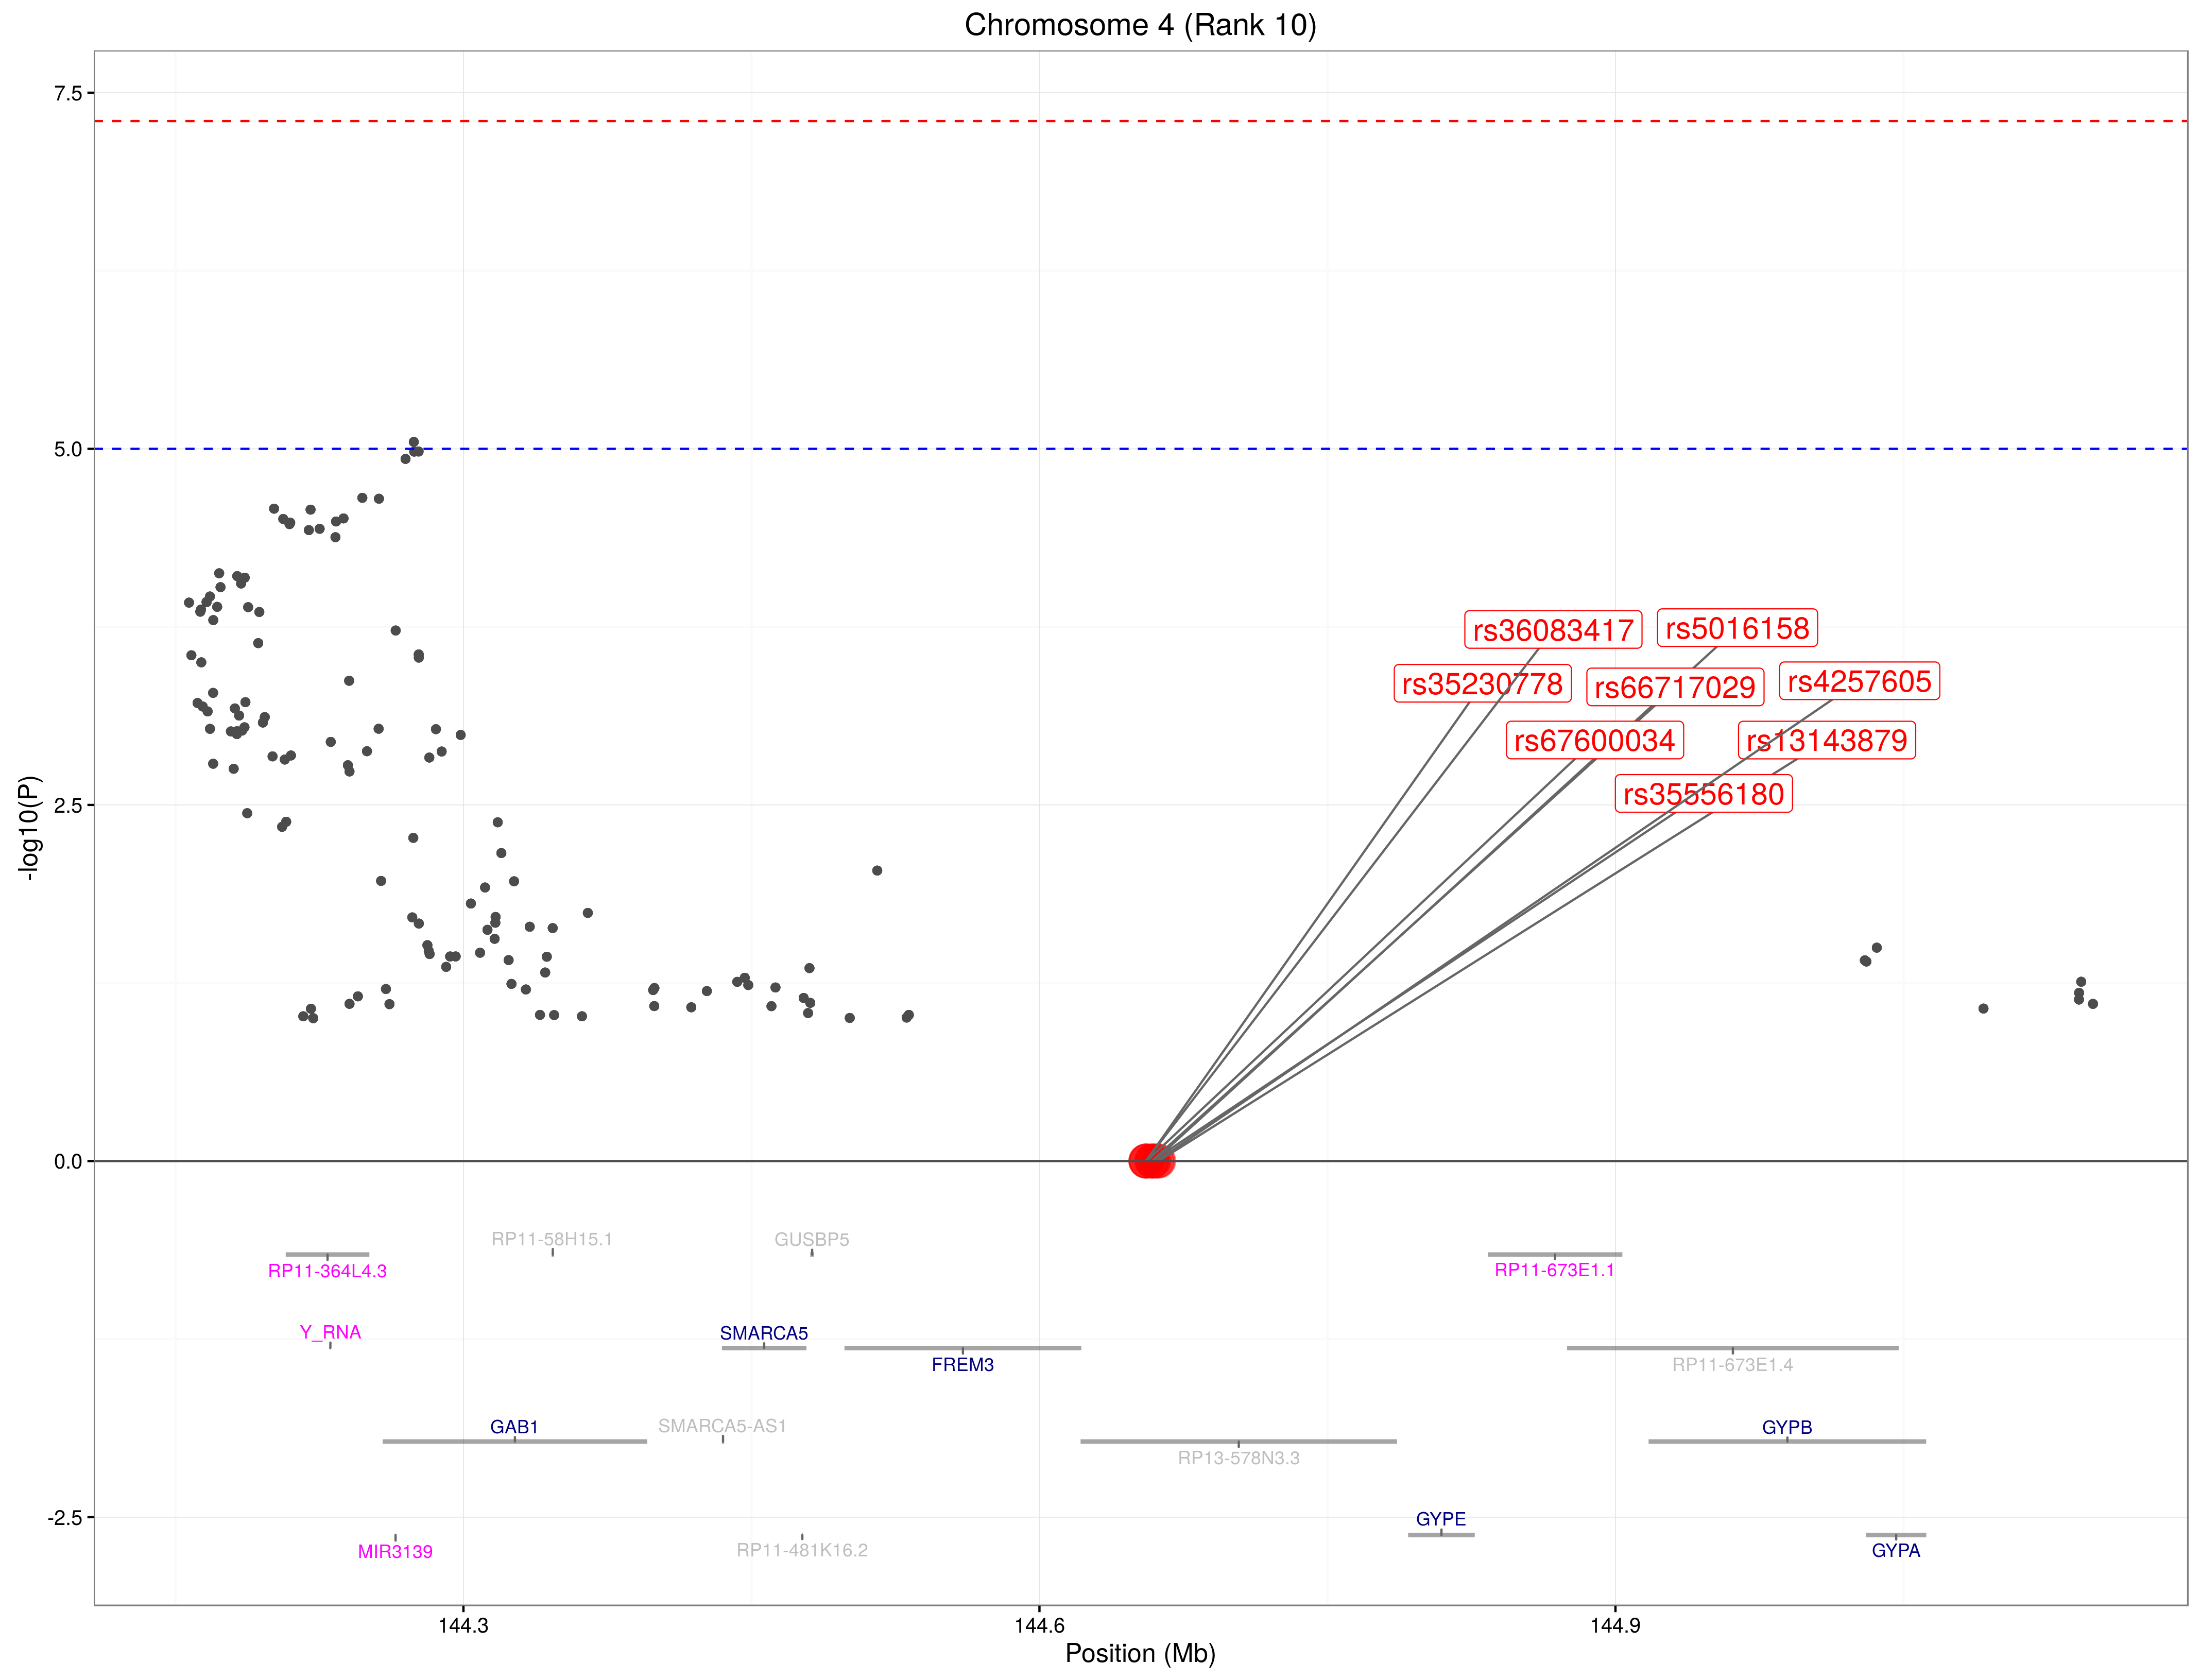 Chromosome 4 (Rank 10)
7.5
5.0
2.5
0.0
-2.5
-log10(P)
rs36083417
rs5016158
rs35230778
rs66717029
rs4257605
rs67600034
rs13143879
rs35556180
RP11-58H15.1
GUSBP5
RP11-364L4.3
RP11-673E1.1
Y_RNA
SMARCA5
FREM3
RP11-673E1.4
GAB1
SMARCA5-AS1
GYPB
RP13-578N3.3
GYPE
MIR3139
RP11-481K16.2
GYPA
144.3
144.6
144.9
Position (Mb)